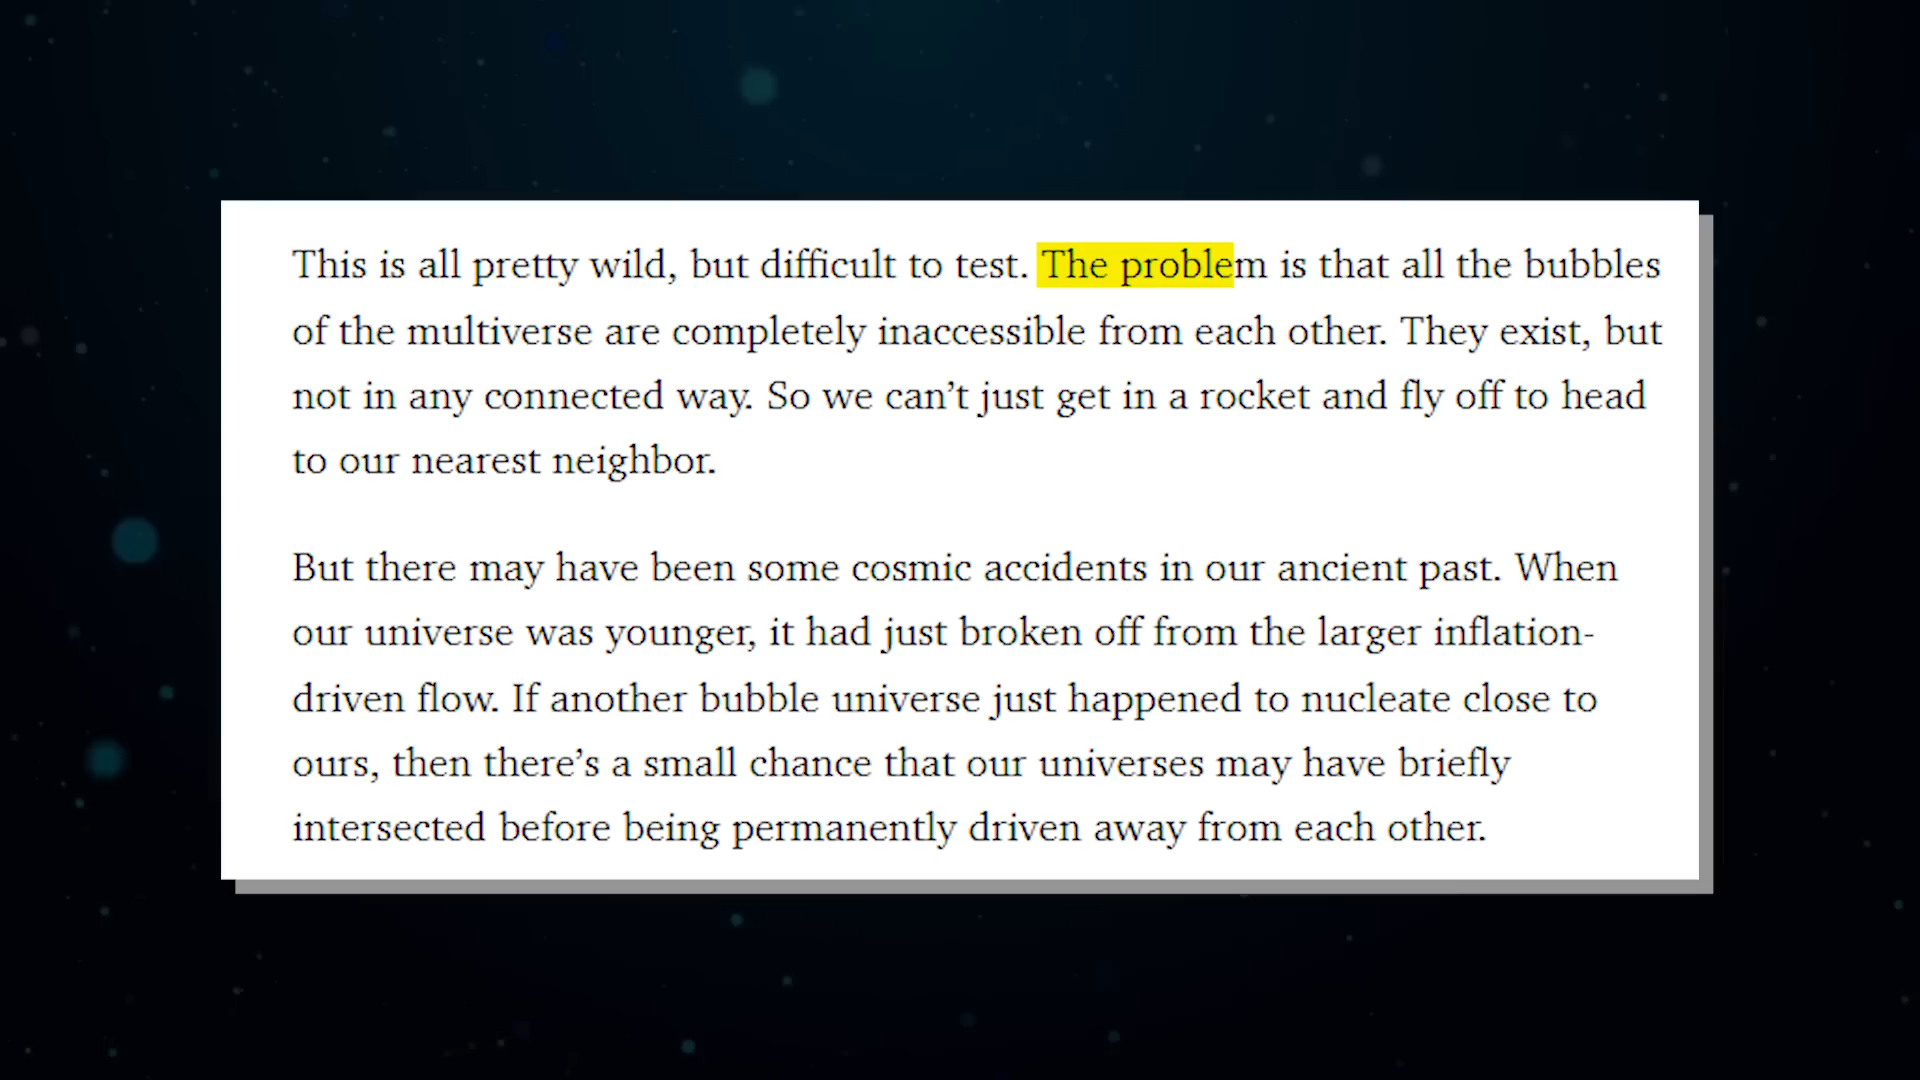 This is all pretty wild, but difficult to test. The problem is that all the bubbles
of the multiverse are completely inaccessible from each other. They exist, but
not in any connected way. So we can’t just get in a rocket and fly off to head
to our nearest neighbor.
But there may have been some cosmic accidents in our ancient past. When
our universe was younger, it had just broken off from the larger inflation-
driven flow. If another bubble universe just happened to nucleate close to
ours, then there’s a small chance that our universes may have briefly
intersected before being permanently driven away from each other.